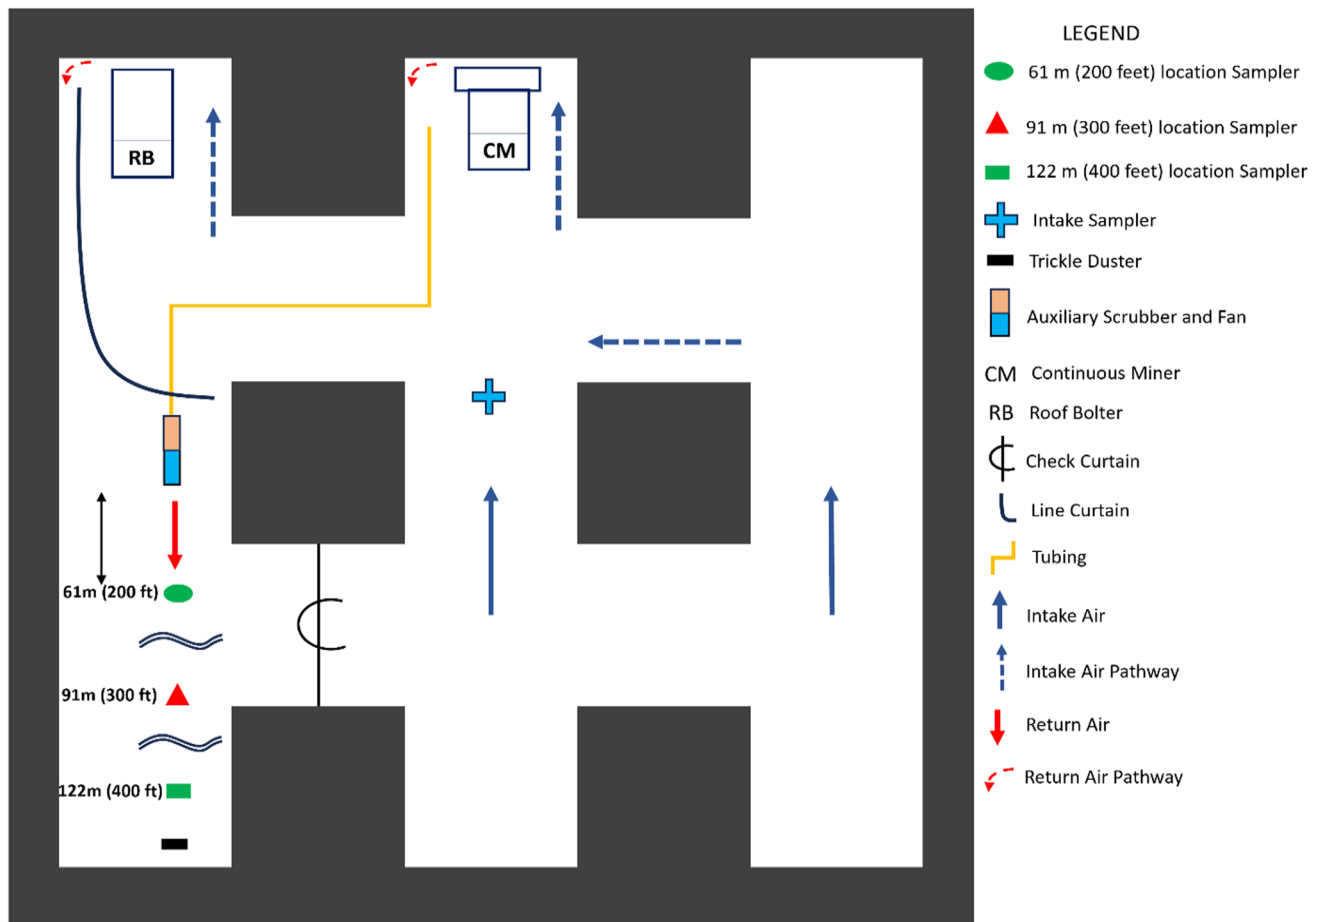 RB
CM
61m (200 ft)
91m (300 ft)
122m (400 ft)
LEGEND
61 m (200 feet) location Sampler
91 m (300 feet) location Sampler
122 m (400 feet) location Sampler
Intake Sampler
Trickle Duster
Auxiliary Scrubber and Fan
CM Continuous Miner
RB Roof Bolter
Check Curtain
Line Curtain
Tubing
Intake Air
Intake Air Pathway
Return Air
Return Air Pathway